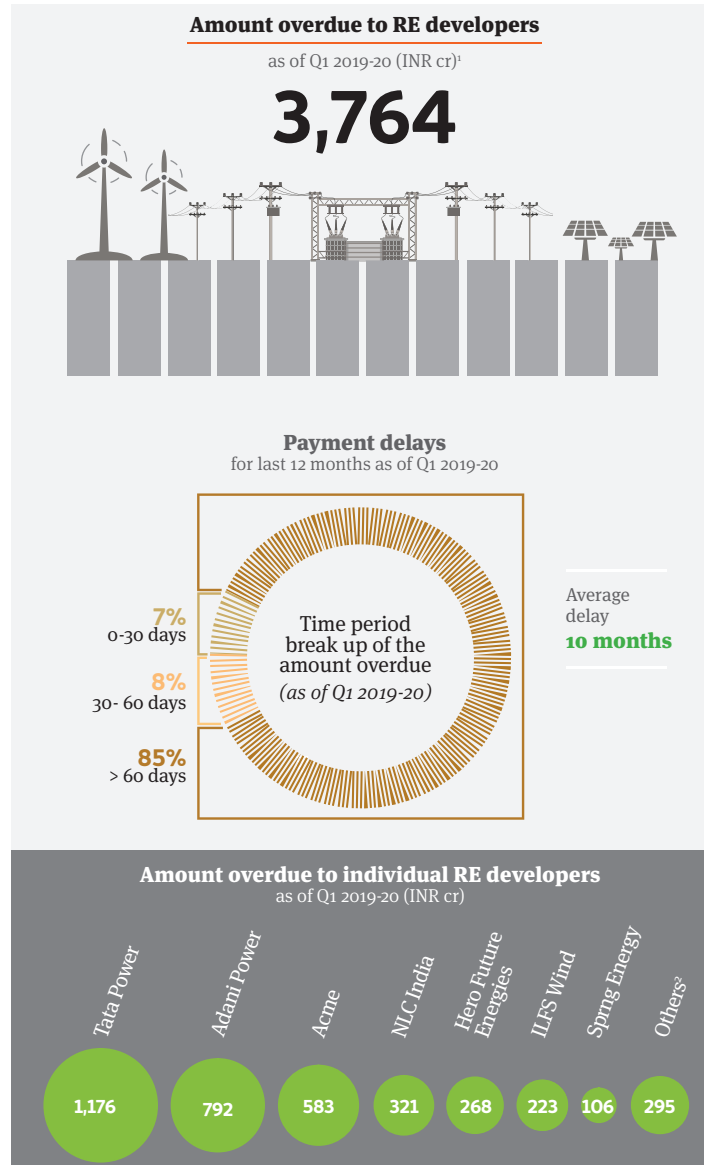 Amount overdue to RE developers
as of Q1 2019-20 (INR cr)¹
3,764
Payment delays
for last 12 months as of Q1 2019-20
7%
0-30 days
8%
30- 60 days
85%
> 60 days
Time period
break up of the
amount overdue
(as of Q1 2019-20)
Average
delay
10 months
Amount overdue to individual RE developers
as of Q1 2019-20 (INR cr)
Tata Power
Adani Power
Acme
NLC India
Hero Future
Energies
ILFS Wind
Sprng Energy
Others²
1,176
792
583
321
268
223
106
295